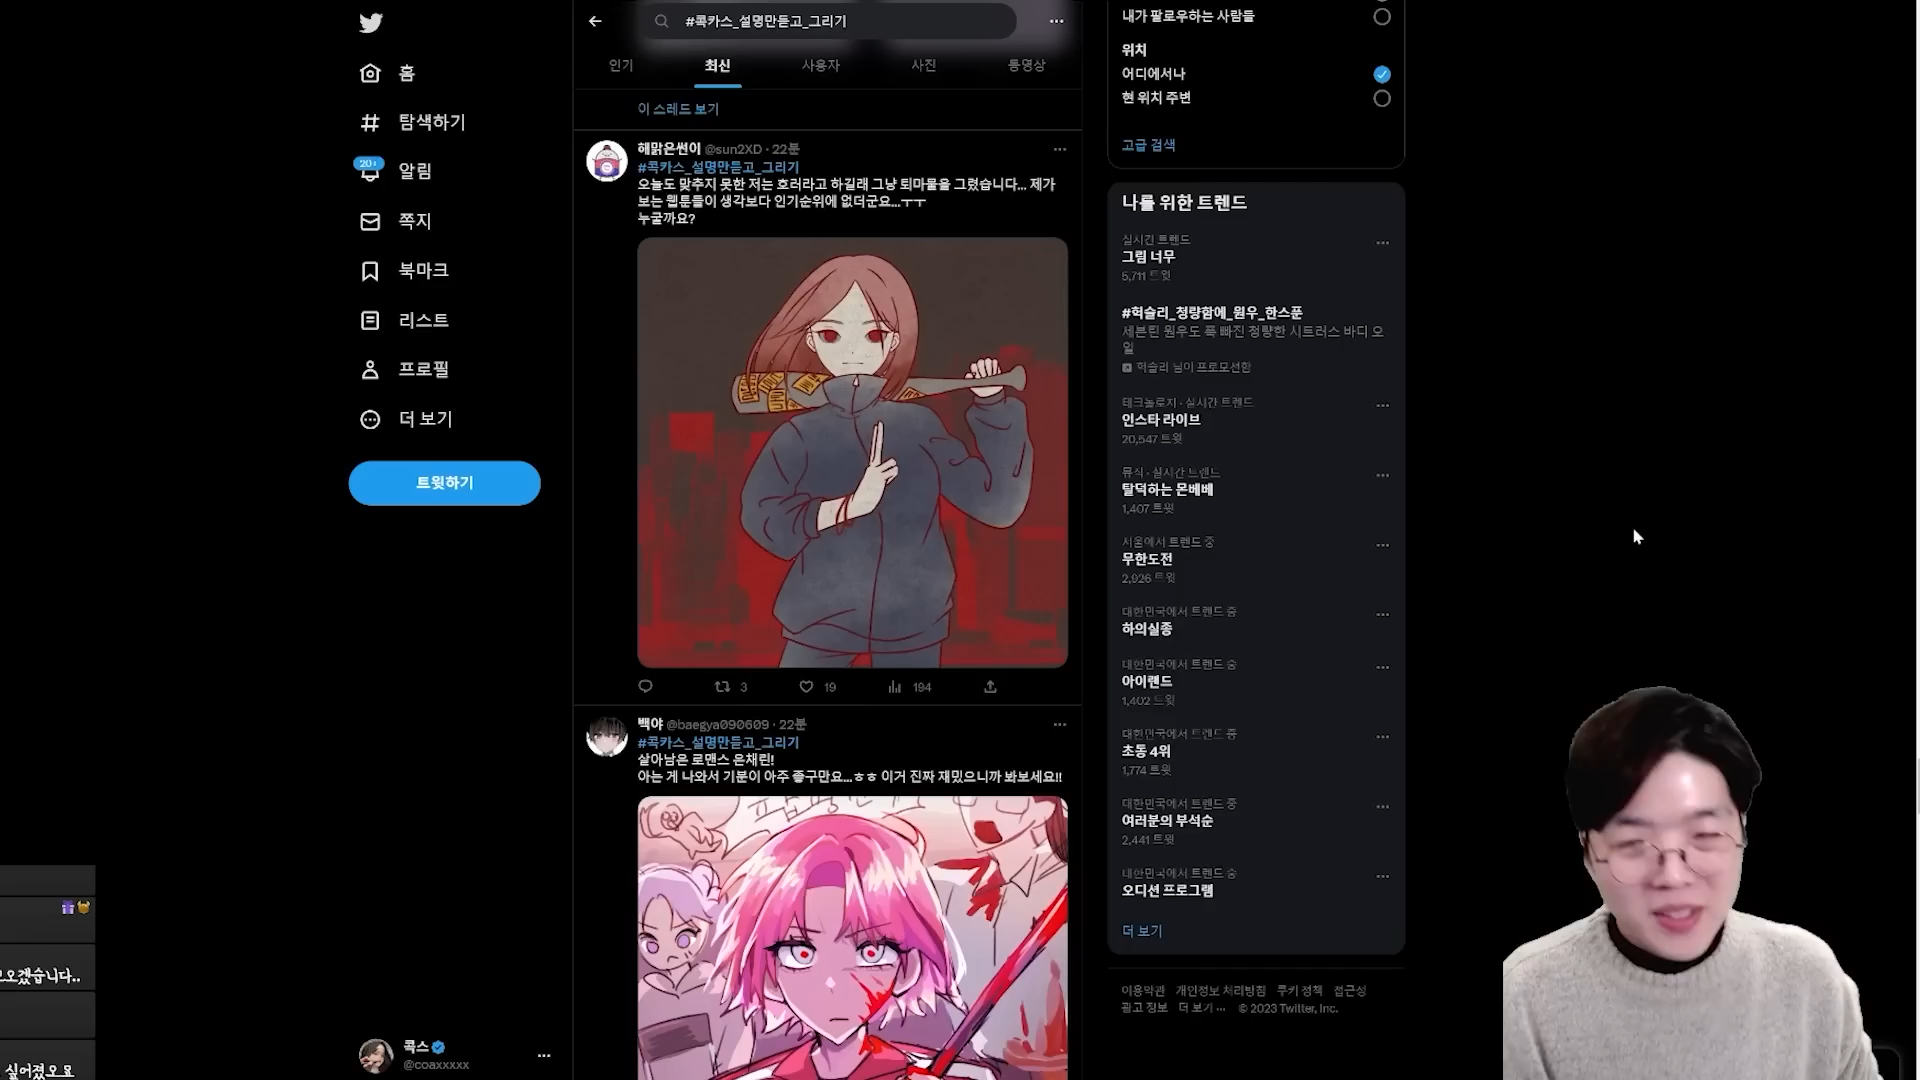 홈
탐색하기
20+
알림
쪽지
북마크
리스트
프로필
더 보기
트윗하기
콕스
@coaxxxxx
#콕카스_설명만듣고_그리기
인기
최신
사용자
사진
동영상
이 스레드 보기
해맑은썬이 @sun2XD · 22분
#콕카스_설명만듣고_그리기
오늘도 맞추지 못한 저는 호러라고 하길래 그냥 퇴마물을 그렸습니다... 제가
보는 웹툰들이 생각보다 인기순위에 없더군요...ㅜㅜ
누굴까요?
3
19
194
백야 @baegya090609 · 22분
#콕카스_설명만듣고_그리기
살아남은 로맨스 은채린!
아는 게 나와서 기분이 아주 좋구만요...ㅎㅎ 이거 진짜 재밌으니까 봐보세요!!
내가 팔로우하는 사람들
위치
어디에서나
현 위치 주변
고급 검색
나를 위한 트렌드
실시간 트렌드
그림 너무
5,711 트윗
#허슬리_청량함에_원우_한스푼
세븐틴 원우도 푹 빠진 청량한 시트러스 바디 오
일
허슬리 님이 프로모션함
테크놀로지 · 실시간 트렌드
인스타 라이브
20,547 트윗
뮤직 · 실시간 트렌드
탈덕하는 몬베베
1,407 트윗
서울에서 트렌드 중
무한도전
2,926 트윗
대한민국에서 트렌드 중
하의실종
대한민국에서 트렌드 중
아이랜드
1,402 트윗
대한민국에서 트렌드 중
초동 4위
1,774 트윗
대한민국에서 트렌드 중
여러분의 부석순
2,441 트윗
대한민국에서 트렌드 중
오디션 프로그램
더 보기
이용약관 개인정보 처리방침 쿠키 정책 접근성
광고 정보 더 보기 ··· © 2023 Twitter, Inc.
싶어졌오요